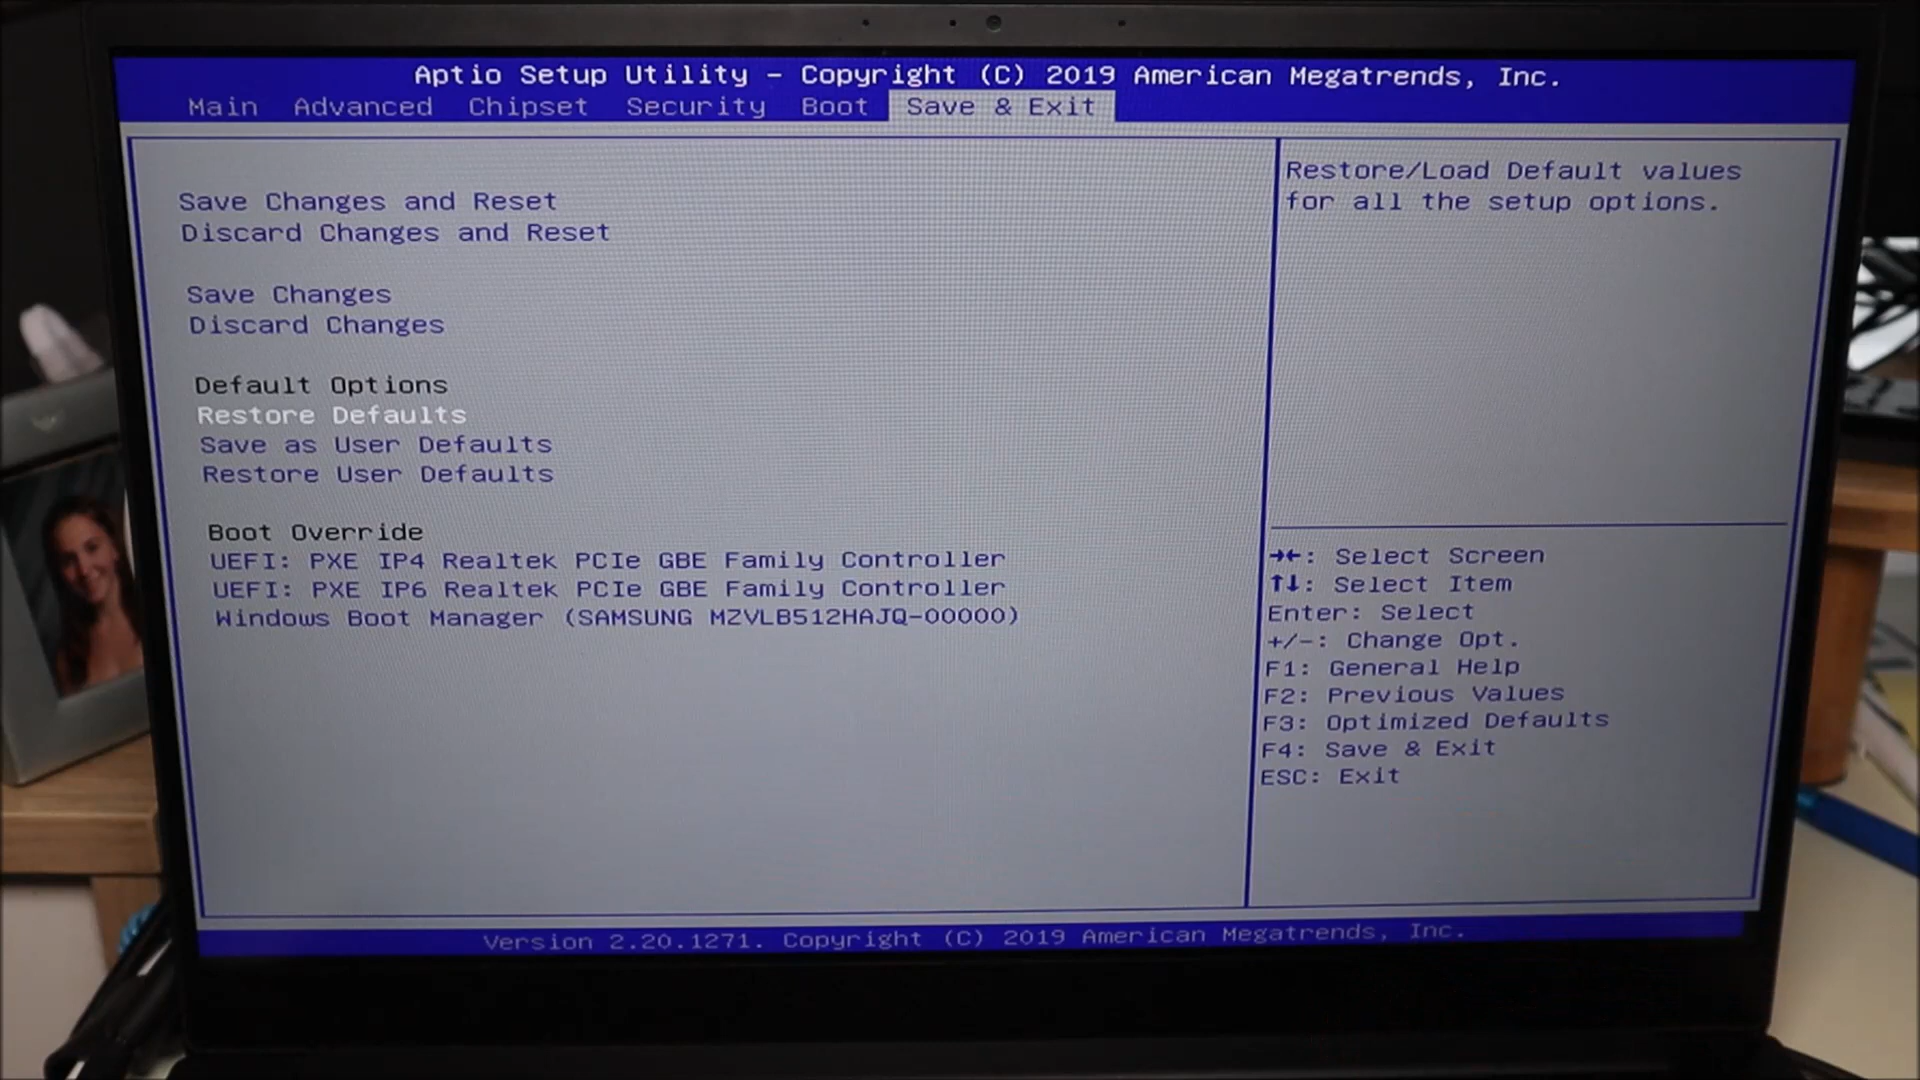 Aptio Setup Utility - Copyright (C) 2019 American Megatrends, Inc.
Main Advanced Chipset Security Boot Save & Exit
Save Changes and Reset
Discard Changes and Reset
Save Changes
Discard Changes
Default Options
Restore Defaults
Save as User Defaults
Restore User Defaults
Boot Override
UEFI: PXE IP4 Realtek PCIe GBE Family Controller
UEFI: PXE IP6 Realtek PCIe GBE Family Controller
Windows Boot Manager (SAMSUNG MZVLB512HAJQ-00000)
Restore/Load Default values
for all the setup options.
→←: Select Screen
↑↓: Select Item
Enter: Select
+/-: Change Opt.
F1: General Help
F2: Previous Values
F3: Optimized Defaults
F4: Save & Exit
ESC: Exit
Version 2.20.1271. Copyright (C) 2019 American Megatrends, Inc.